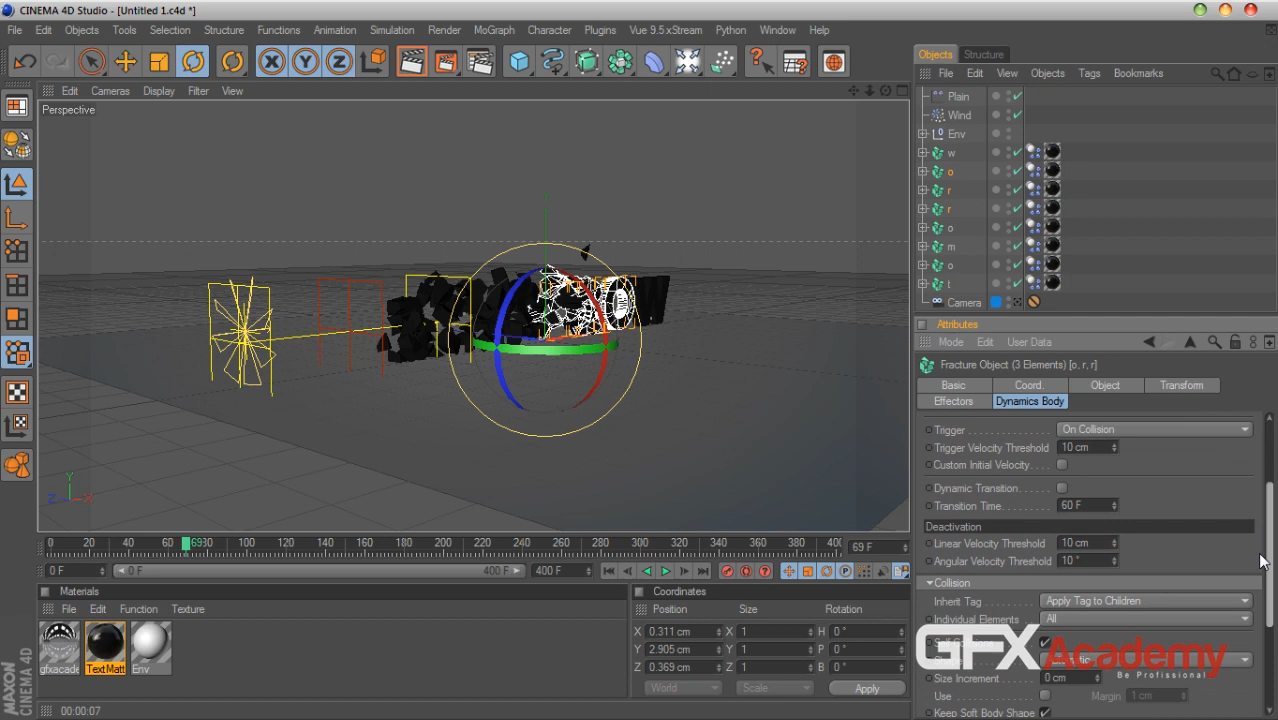 CINEMA 4D Studio - [Untitled 1.c4d *]
File Edit Objects Tools Selection Structure Functions Animation Simulation Render MoGraph Character Plugins Vue 9.5 xStream Python Window Help
Objects Structure
File Edit View Objects Tags Bookmarks
Edit Cameras Display Filter View
Perspective
Plain
Wind
Env
w
o
r
r
o
m
o
t
Camera
Attributes
Mode Edit User Data
Fracture Object (3 Elements) [o, r, r]
Basic Coord. Object Transform
Effectors Dynamics Body
Trigger On Collision
Trigger Velocity Threshold 10 cm
Custom Initial Velocity
Dynamic Transition
Transition Time 60 F
Deactivation
Linear Velocity Threshold 10 cm
Angular Velocity Threshold 10 °
Collision
Inherit Tag Apply Tag to Children
Individual Elements All
Size Increment 0 cm
Use Margin 1 cm
Keep Soft Body Shape
GFXAcademy
Be Profissional
X Y Z
0 20 40 60 69 80 100 120 140 160 180 200 220 240 260 280 300 320 340 360 380 40 69 F
0 F 0 F 400 F 400 F
Materials
File Edit Function Texture
gfxacade TextMatt Env
Coordinates
Position Size Rotation
X 0.311 cm X 1 H 0 °
Y 2.905 cm Y 1 P 0 °
Z 0.369 cm Z 1 B 0 °
World Scale Apply
MAXON
CINEMA 4D
00:00:07